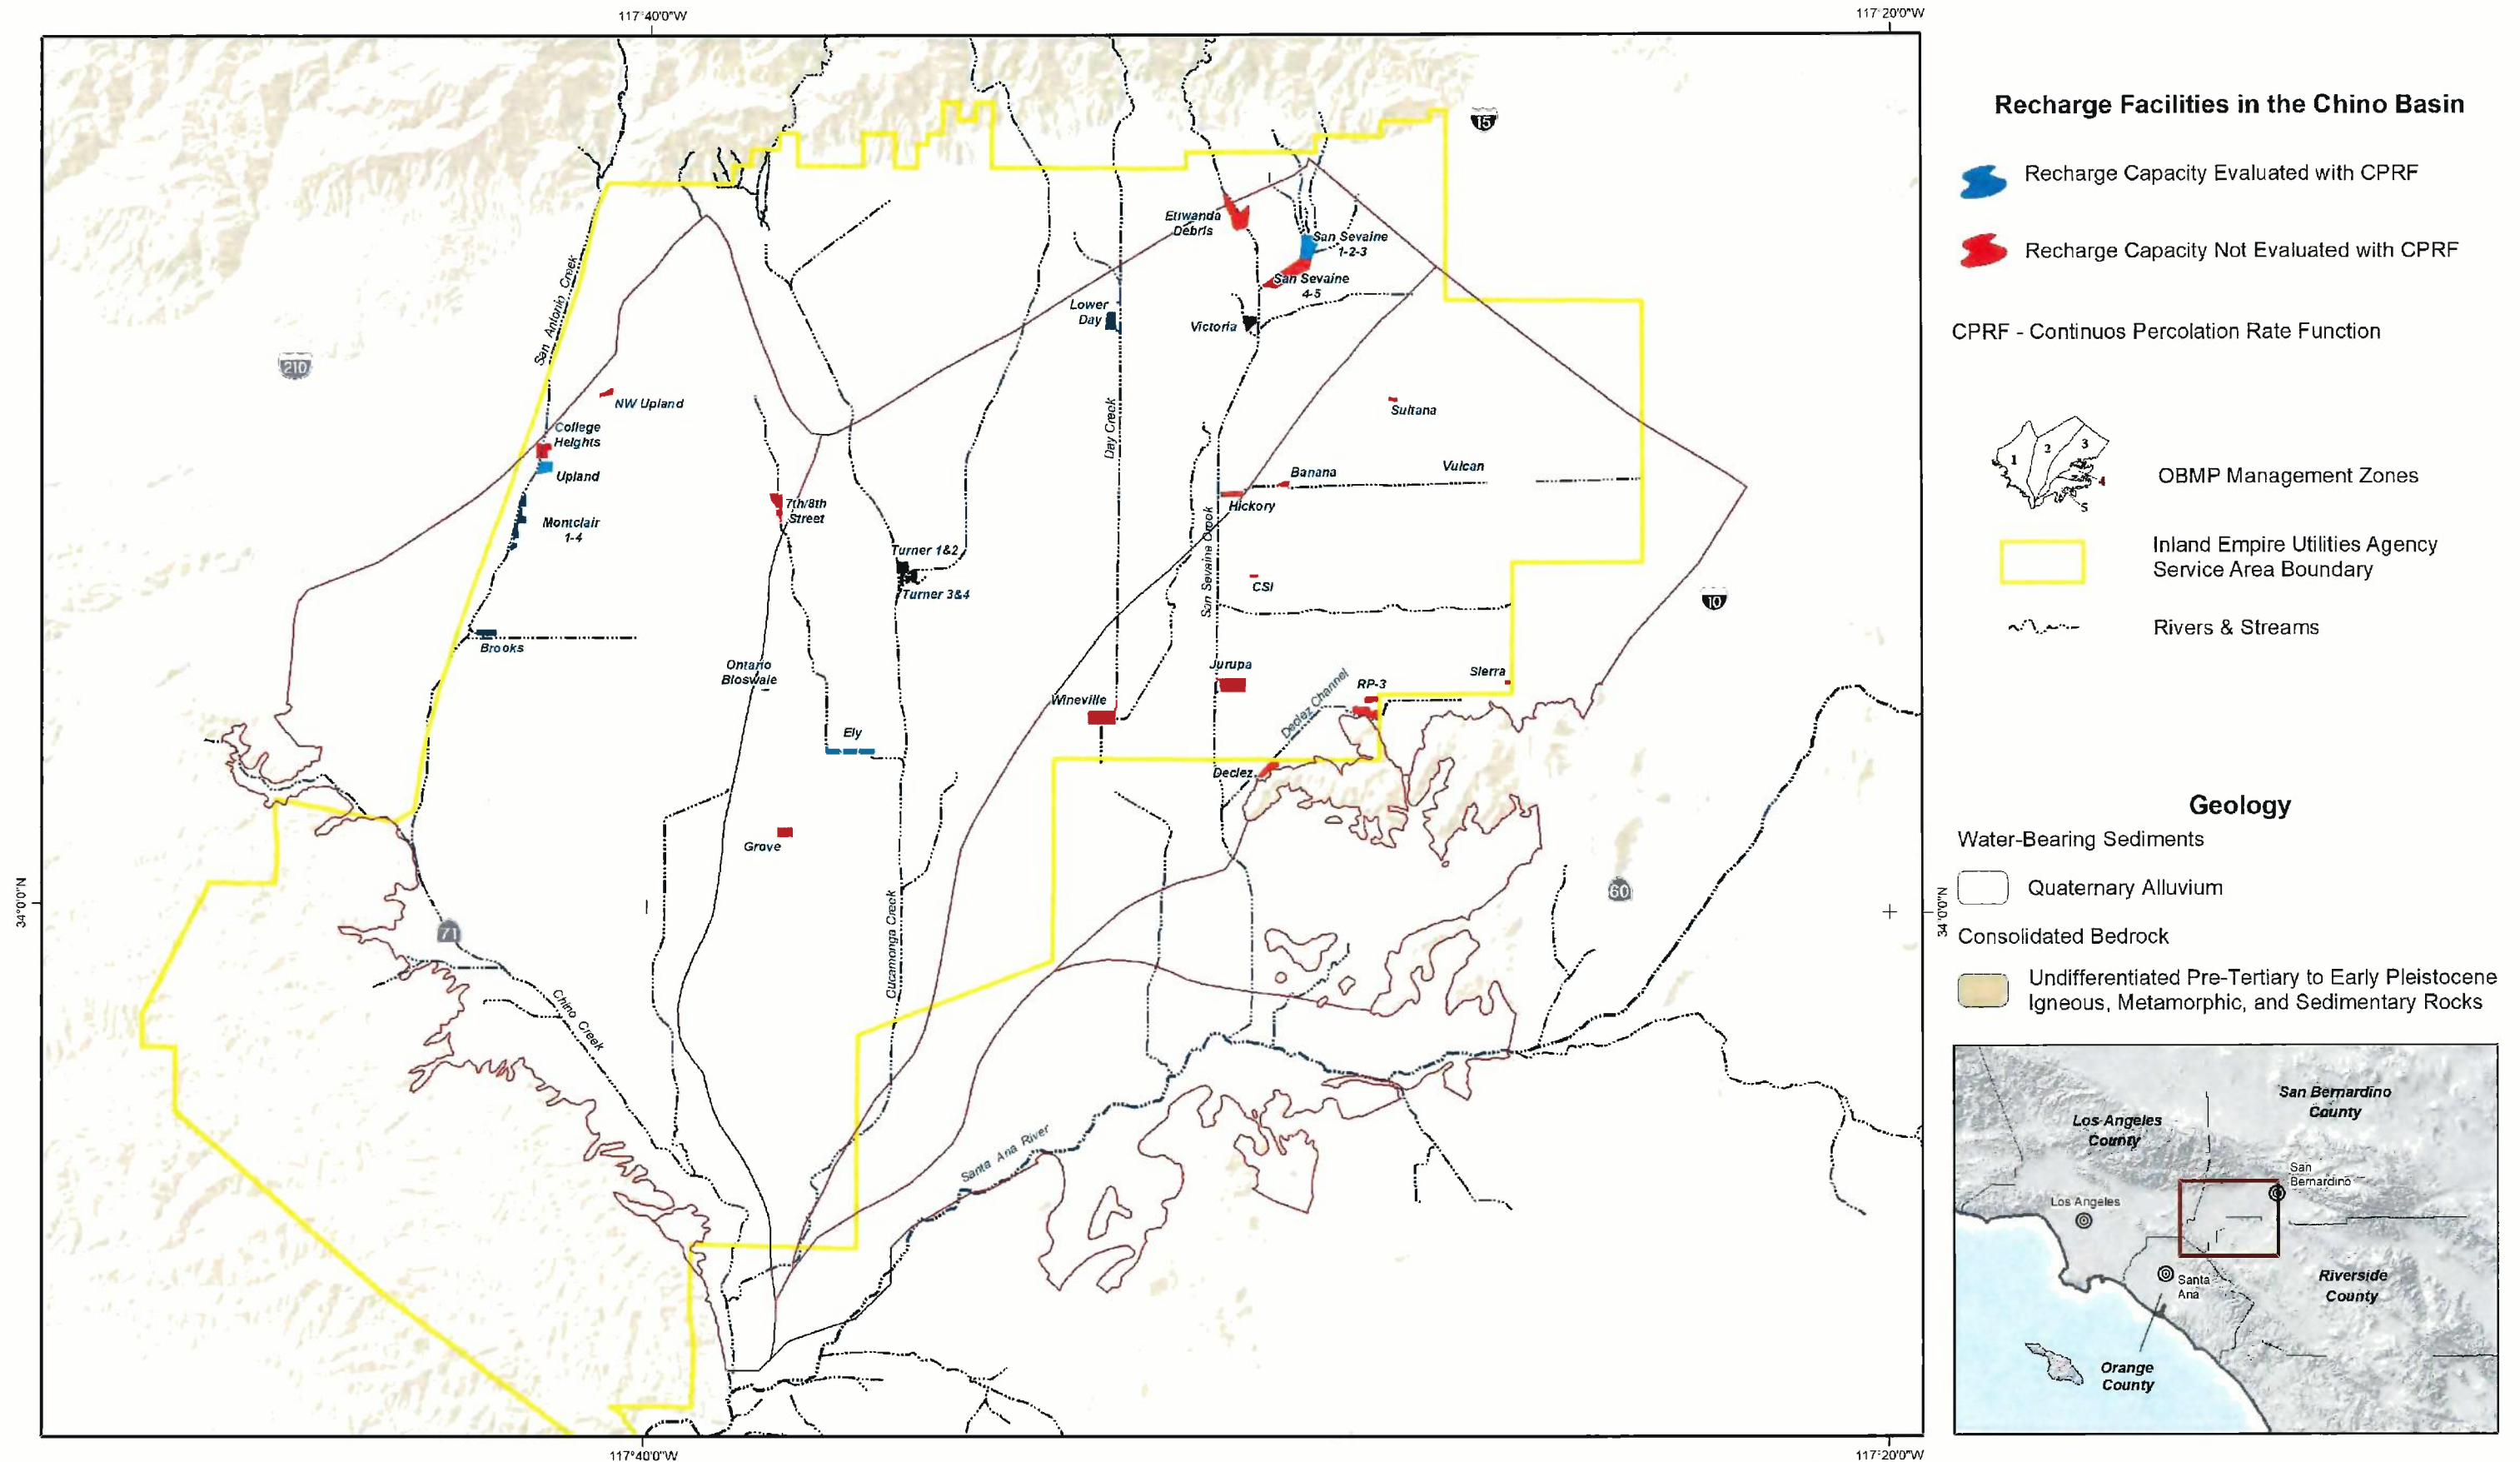 117°40'0"W
117°20'0"W
15
Etiwanda
Debris
San Sevaine
1-2-3
San Sevaine
4-5
San Antonio Creek
Lower
Day
Victoria
210
NW Upland
Sultana
College
Heights
Day Creek
Upland
Banana
Vulcan
7th/8th
Street
Hickory
Montclair
1-4
San Sevaine Creek
Turner 1&2
Turner 3&4
CSI
10
Brooks
Ontario
Bioswale
Jurupa
Sierra
RP-3
Wineville
Declez Channel
Ely
Declez
Grove
60
34°0'0"N
34°0'0"N
71
Cucamonga Creek
Chino Creek
Santa Ana River
117°40'0"W
117°20'0"W
Recharge Facilities in the Chino Basin
Recharge Capacity Evaluated with CPRF
Recharge Capacity Not Evaluated with CPRF
CPRF - Continuos Percolation Rate Function
1
2
3
4
5
OBMP Management Zones
Inland Empire Utilities Agency
Service Area Boundary
Rivers & Streams
Geology
Water-Bearing Sediments
Quaternary Alluvium
Consolidated Bedrock
Undifferentiated Pre-Tertiary to Early Pleistocene
Igneous, Metamorphic, and Sedimentary Rocks
San Bernardino
County
Los Angeles
County
San
Bernardino
Los Angeles
Santa
Ana
Riverside
County
Orange
County